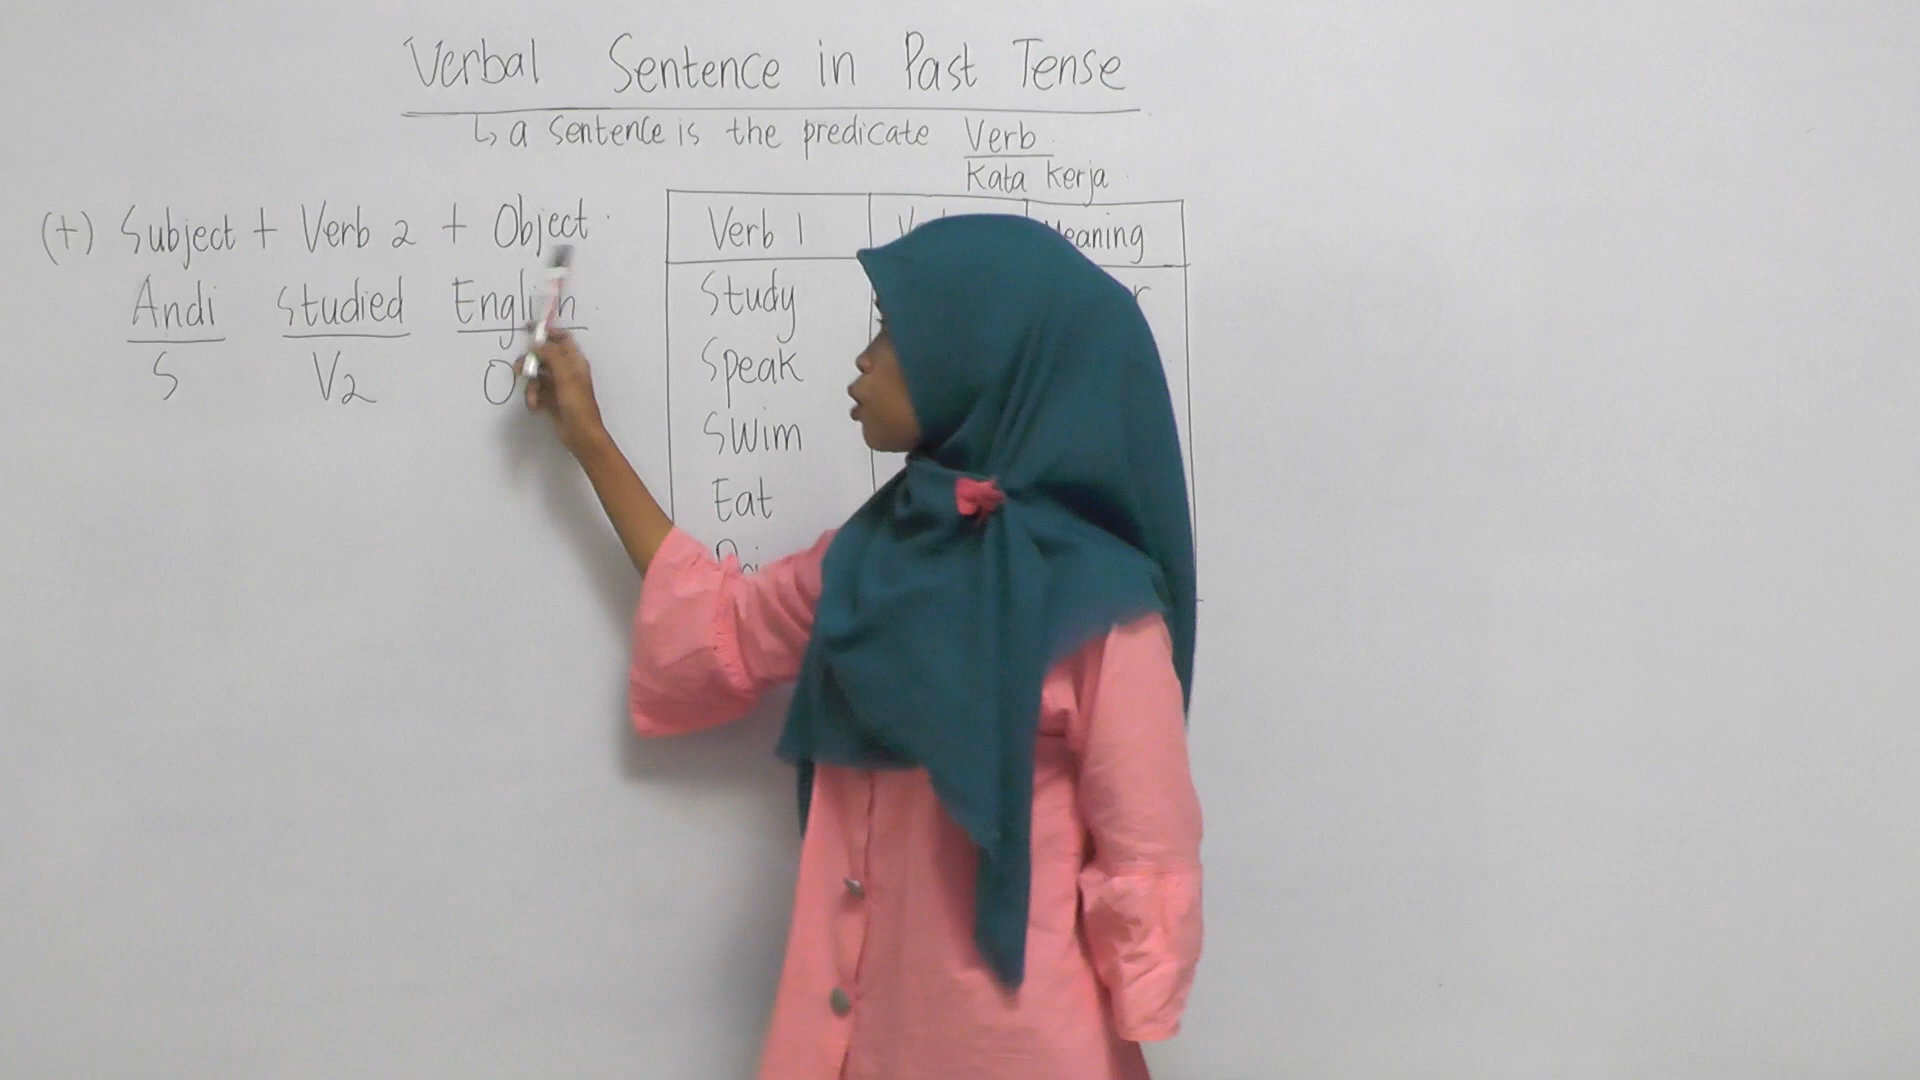 Verbal Sentence in Past Tense
↳ a sentence is the predicate Verb
Kata Kerja
(+) Subject + Verb 2 + Object
Andi Studied English
S V2 O
Verb 1
Study
Speak
Swim
Eat